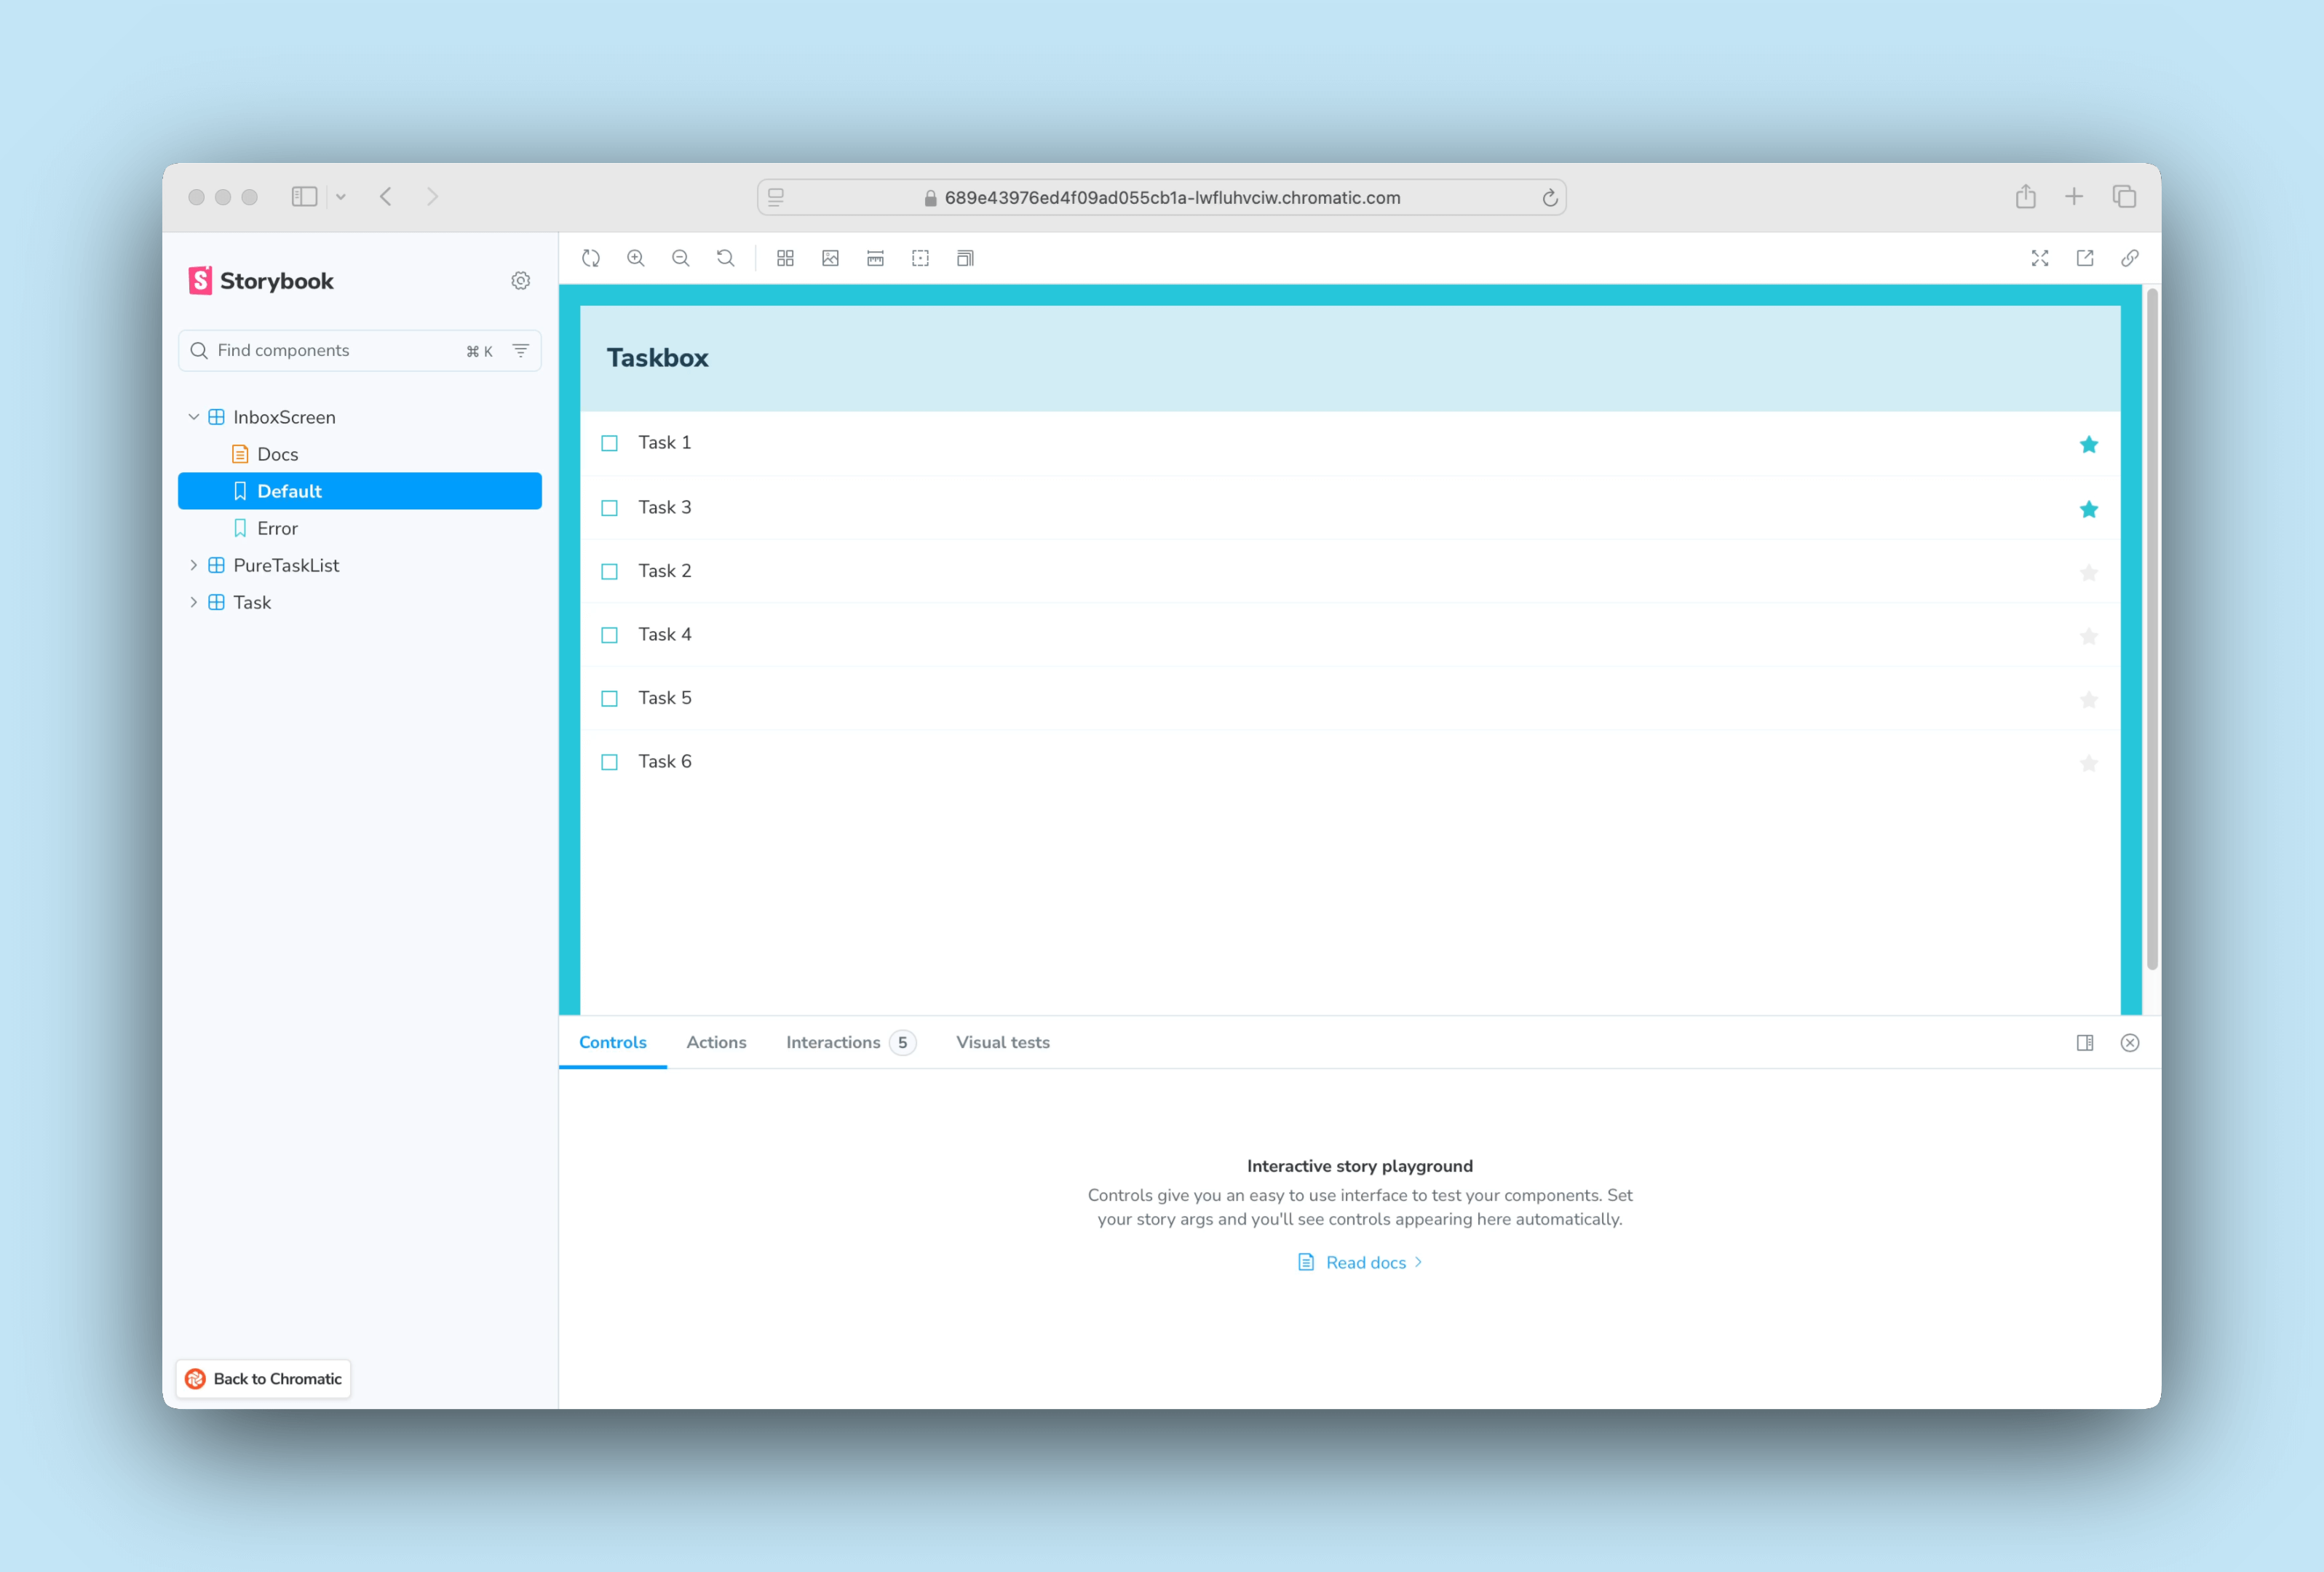 689e43976ed4f09ad055cb1a-lwfluhvciw.chromatic.com
Storybook
Find components
⌘ K
InboxScreen
Docs
Default
Error
PureTaskList
Task
Back to Chromatic
Taskbox
Task 1
Task 3
Task 2
Task 4
Task 5
Task 6
Controls Actions Interactions 5 Visual tests
Interactive story playground
Controls give you an easy to use interface to test your components. Set
your story args and you'll see controls appearing here automatically.
Read docs